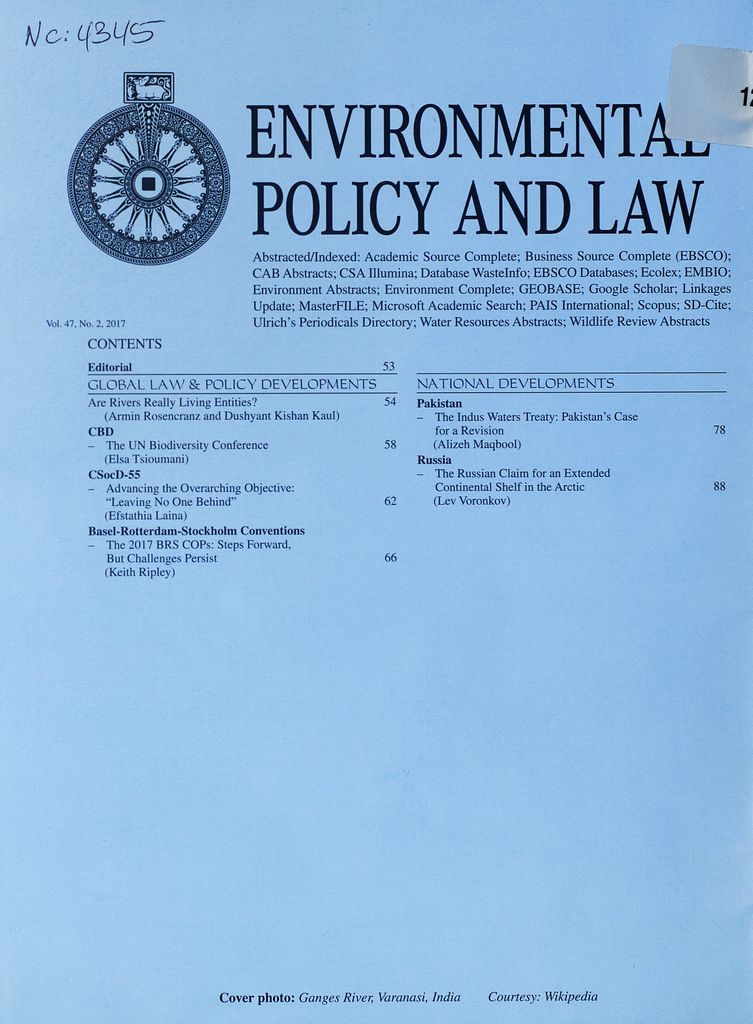 Nc: 4345
ENVIRONMENTAL
POLICY AND LAW
Abstracted/Indexed: Academic Source Complete; Business Source Complete (EBSCO);
CAB Abstracts; CSA Illumina; Database WasteInfo; EBSCO Databases; Ecolex; EMBIO;
Environment Abstracts; Environment Complete; GEOBASE; Google Scholar; Linkages
Update; MasterFILE; Microsoft Academic Search; PAIS International; Scopus; SD-Cite;
Ulrich's Periodicals Directory; Water Resources Abstracts; Wildlife Review Abstracts
Vol. 47, No. 2, 2017
CONTENTS
Editorial 53
GLOBAL LAW & POLICY DEVELOPMENTS
Are Rivers Really Living Entities? 54
(Armin Rosencranz and Dushyant Kishan Kaul)
CBD
– The UN Biodiversity Conference 58
(Elsa Tsioumani)
CSocD-55
– Advancing the Overarching Objective:
"Leaving No One Behind" 62
(Efstathia Laina)
Basel-Rotterdam-Stockholm Conventions
– The 2017 BRS COPs: Steps Forward,
But Challenges Persist 66
(Keith Ripley)
NATIONAL DEVELOPMENTS
Pakistan
– The Indus Waters Treaty: Pakistan's Case
for a Revision 78
(Alizeh Maqbool)
Russia
– The Russian Claim for an Extended
Continental Shelf in the Arctic 88
(Lev Voronkov)
Cover photo: Ganges River, Varanasi, India Courtesy: Wikipedia